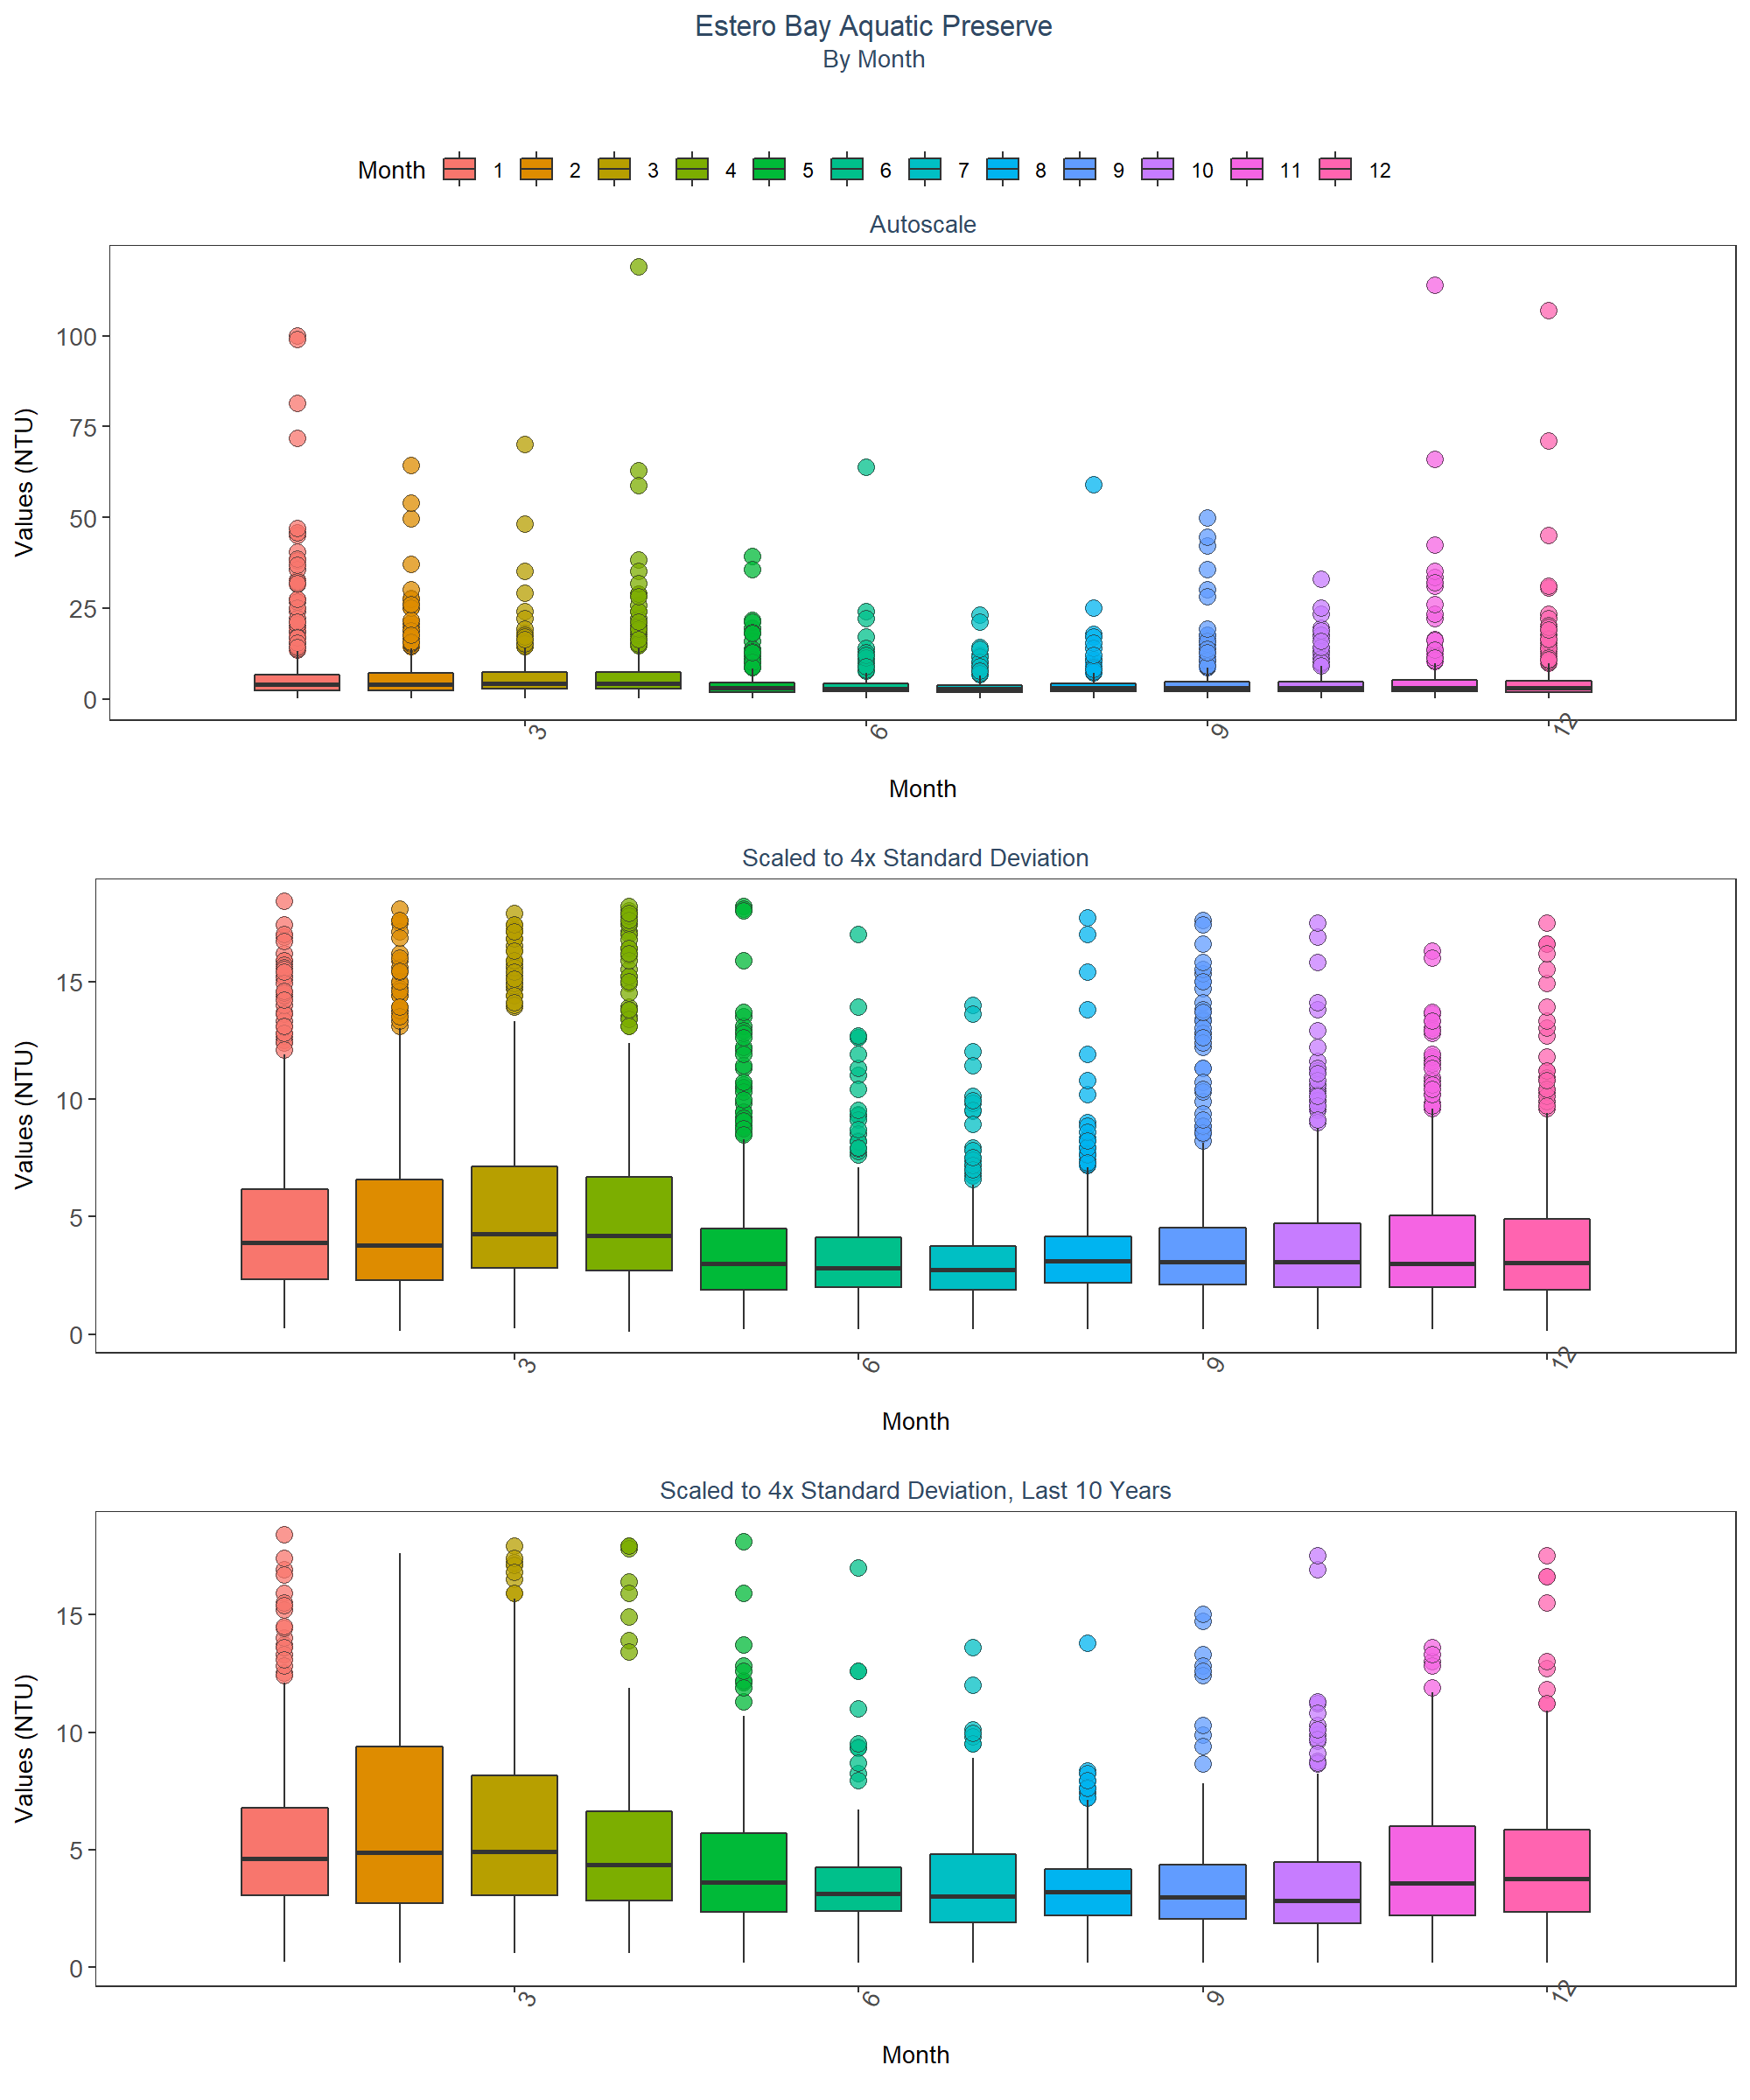 Estero Bay Aquatic Preserve
By Month
Month 1 2 3 4 5 6 7 8 9 10 11 12
Autoscale
Values (NTU)
100
75
50
25
0
3 6 9 12
Month
Scaled to 4x Standard Deviation
Values (NTU)
15
10
5
0
3 6 9 12
Month
Scaled to 4x Standard Deviation, Last 10 Years
Values (NTU)
15
10
5
0
3 6 9 12
Month